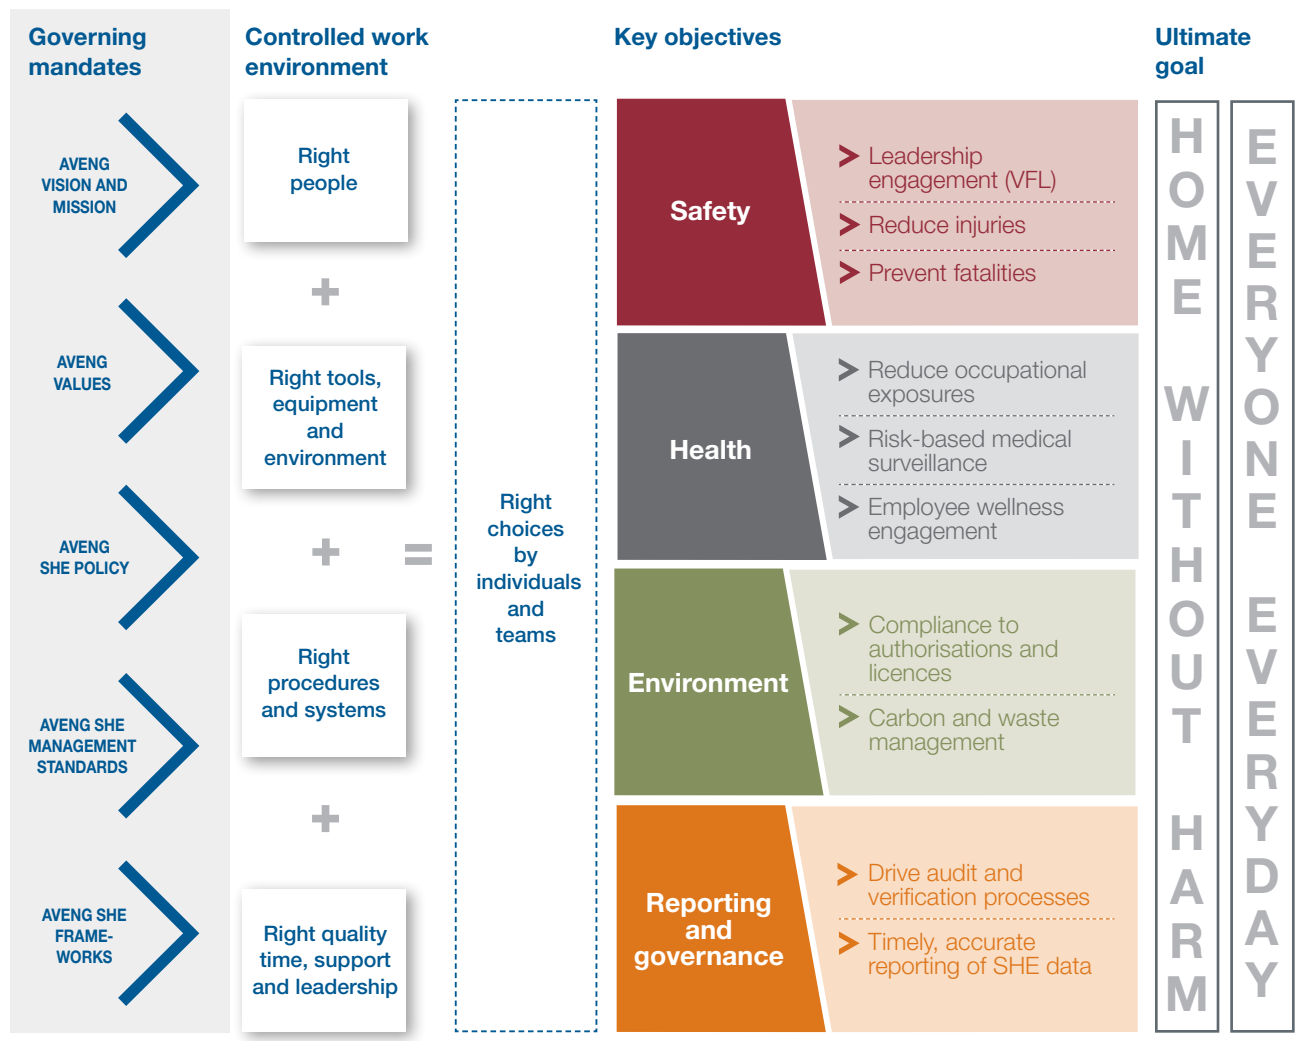 Governing
mandates
AVENG
VISION AND
MISSION
AVENG
VALUES
AVENG
SHE POLICY
AVENG SHE
MANAGEMENT
STANDARDS
AVENG SHE
FRAME-
WORKS
Controlled work
environment
Right
people
+
Right tools,
equipment
and
environment
+
Right
procedures
and systems
+
Right quality
time, support
and leadership
=
Right
choices
by
individuals
and
teams
Key objectives
Safety
Leadership
engagement (VFL)
Reduce injuries
Prevent fatalities
Health
Reduce occupational
exposures
Risk-based medical
surveillance
Employee wellness
engagement
Environment
Compliance to
authorisations and
licences
Carbon and waste
management
Reporting
and
governance
Drive audit and
verification processes
Timely, accurate
reporting of SHE data
Ultimate
goal
HOME WITHOUT HARM
EVERYONE EVERYDAY